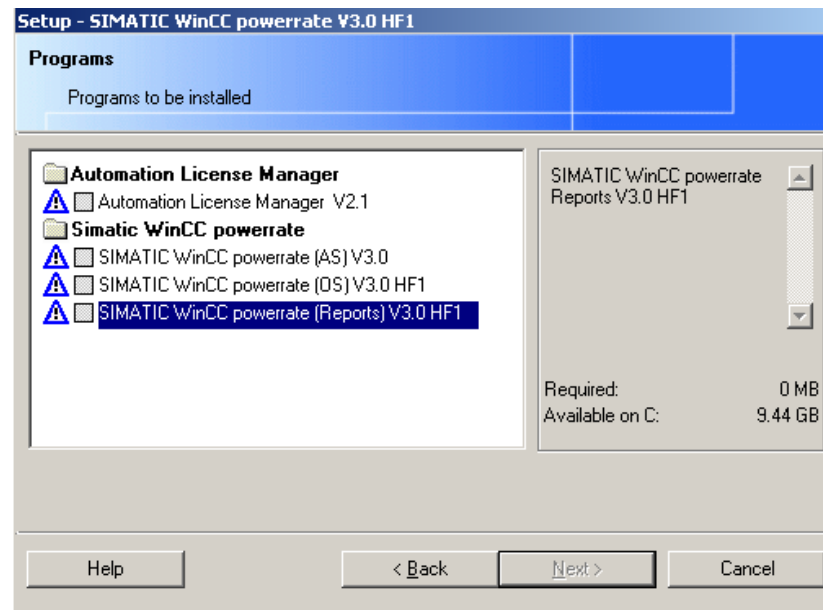 Setup - SIMATIC WinCC powerrate V3.0 HF1
Programs
Programs to be installed
Automation License Manager
Automation License Manager V2.1
Simatic WinCC powerrate
SIMATIC WinCC powerrate (AS) V3.0
SIMATIC WinCC powerrate (OS) V3.0 HF1
SIMATIC WinCC powerrate (Reports) V3.0 HF1
SIMATIC WinCC powerrate
Reports V3.0 HF1
Required: 0 MB
Available on C: 9.44 GB
Help
< Back
Next >
Cancel